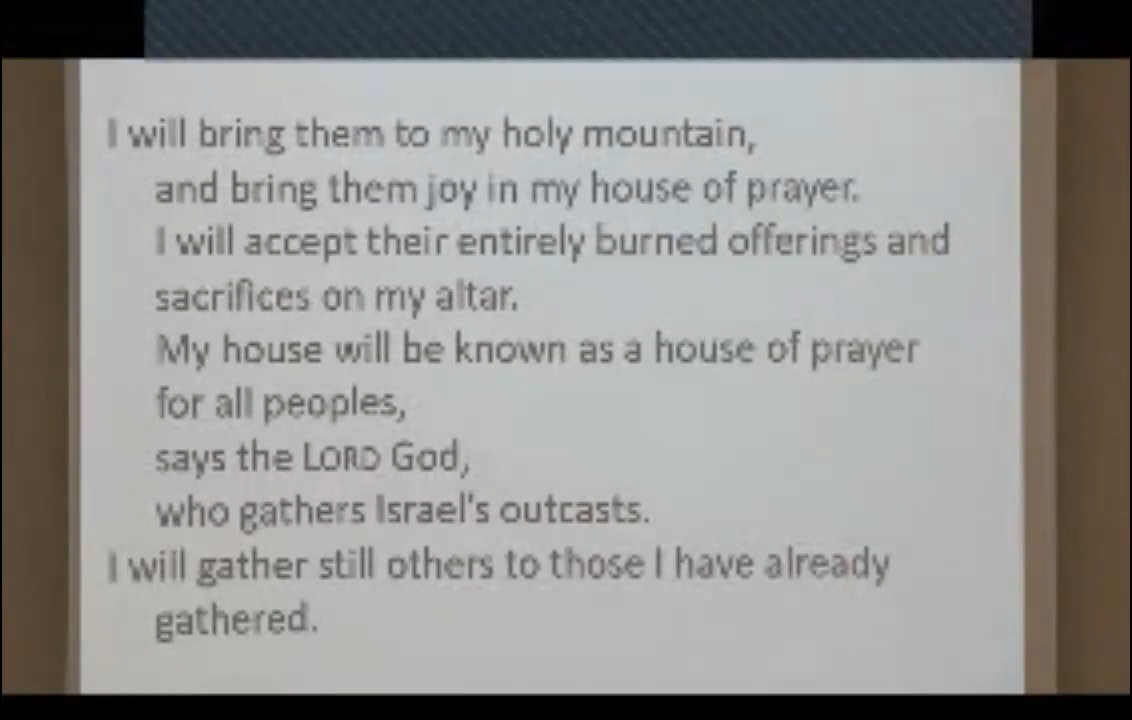 I will bring them to my holy mountain,
and bring them joy in my house of prayer.
I will accept their entirely burned offerings and
sacrifices on my altar.
My house will be known as a house of prayer
for all peoples,
says the LORD God,
who gathers Israel's outcasts.
I will gather still others to those I have already
gathered.